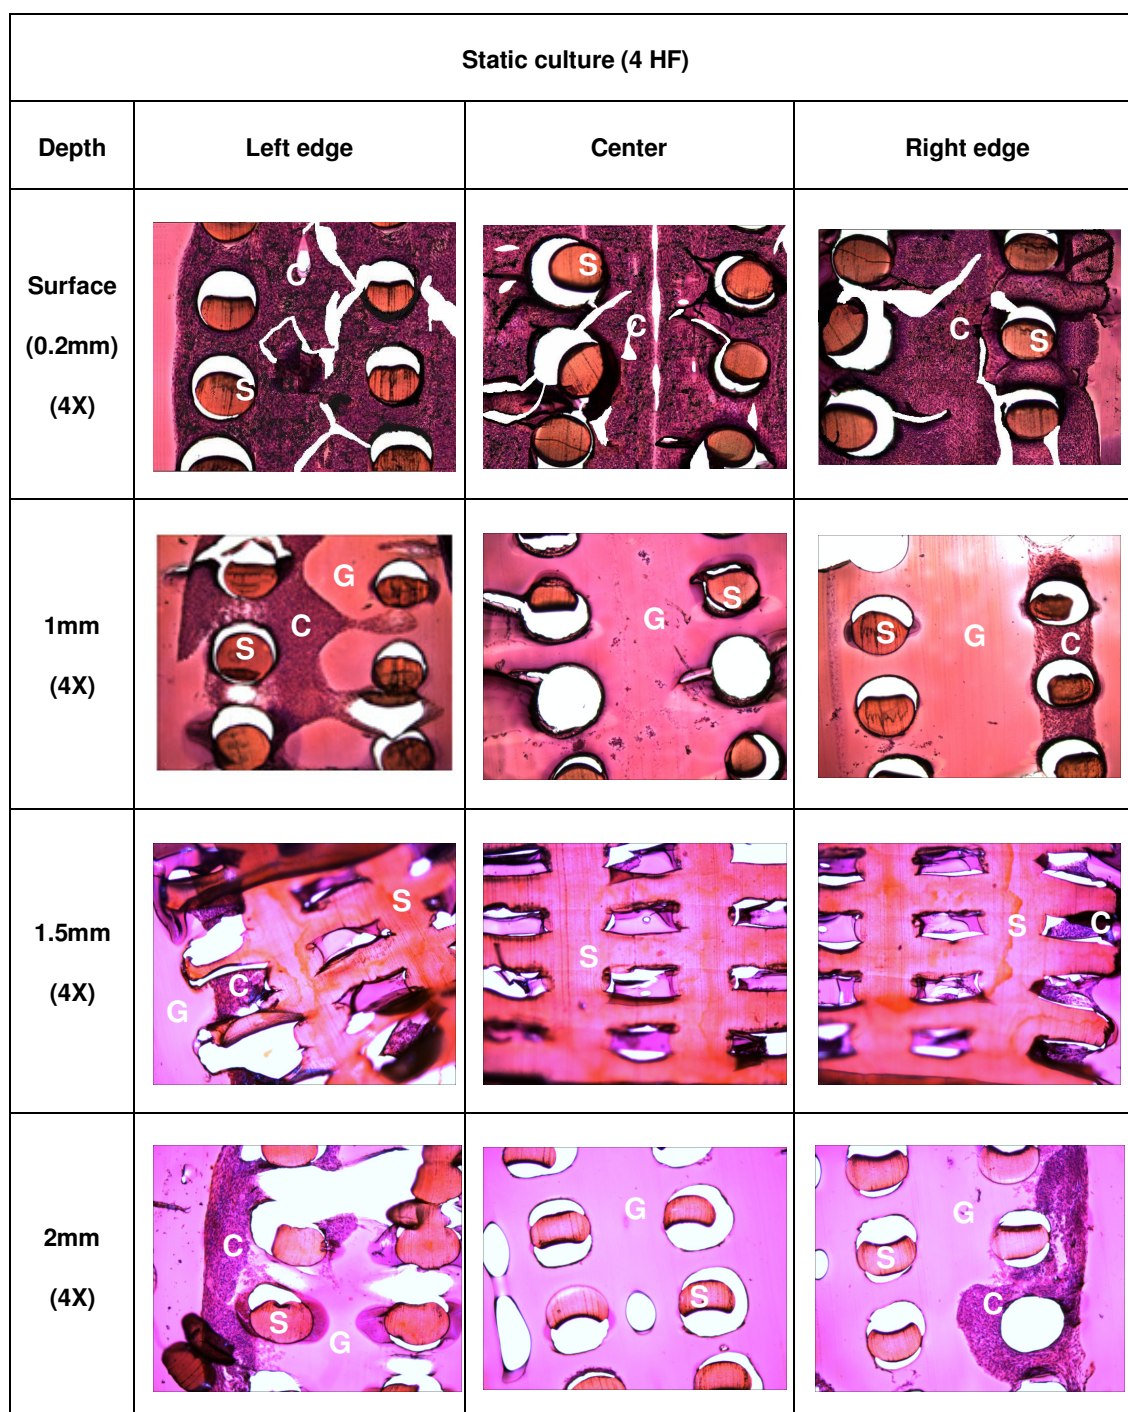 Static culture (4 HF)
Depth Left edge Center Right edge
Surface
(0.2mm)
(4X)
S
S
C
C
S
1mm
(4X)
G
C
S
S
G
S
G
C
1.5mm
(4X)
S
C
G
S
S
C
2mm
(4X)
C
S
G
G
S
G
S
C